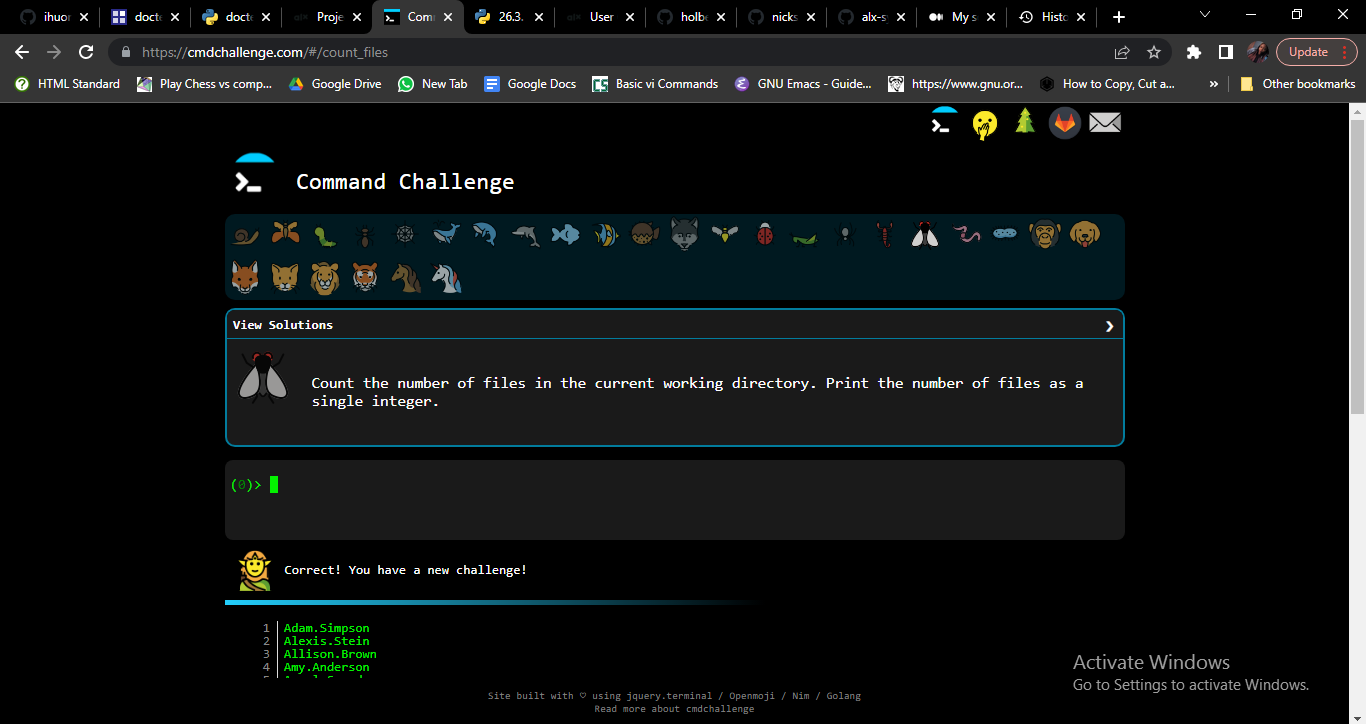 ihuor
docte
docte
Proje
Com
26.3.
User
holbe
nicks
alx-sy
My s
Histo
https://cmdchallenge.com/#/count_files
Update
HTML Standard
Play Chess vs comp...
Google Drive
New Tab
Google Docs
Basic vi Commands
GNU Emacs - Guide...
https://www.gnu.or...
How to Copy, Cut a...
»
Other bookmarks
Command Challenge
View Solutions
Count the number of files in the current working directory. Print the number of files as a
single integer.
(0)>
Correct! You have a new challenge!
1 Adam.Simpson
2 Alexis.Stein
3 Allison.Brown
4 Amy.Anderson
Activate Windows
Go to Settings to activate Windows.
Site built with ♡ using jquery.terminal / Openmoji / Nim / Golang
Read more about cmdchallenge